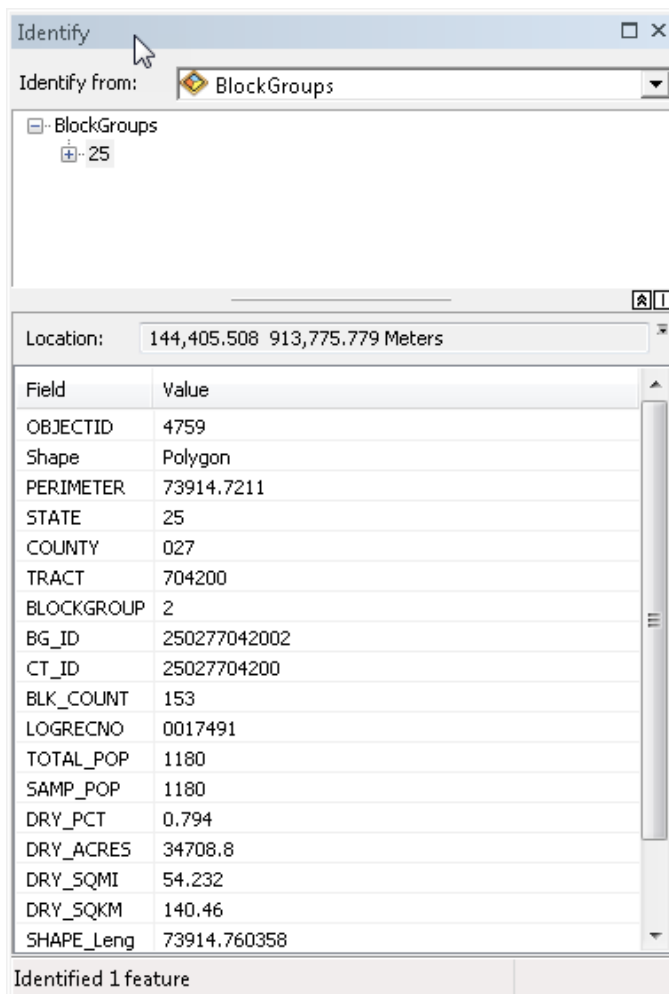 Identify
Identify from: BlockGroups
BlockGroups
25
Location: 144,405.508 913,775.779 Meters
Field Value
OBJECTID 4759
Shape Polygon
PERIMETER 73914.7211
STATE 25
COUNTY 027
TRACT 704200
BLOCKGROUP 2
BG_ID 250277042002
CT_ID 25027704200
BLK_COUNT 153
LOGRECNO 0017491
TOTAL_POP 1180
SAMP_POP 1180
DRY_PCT 0.794
DRY_ACRES 34708.8
DRY_SQMI 54.232
DRY_SQKM 140.46
SHAPE_Leng 73914.760358
Identified 1 feature